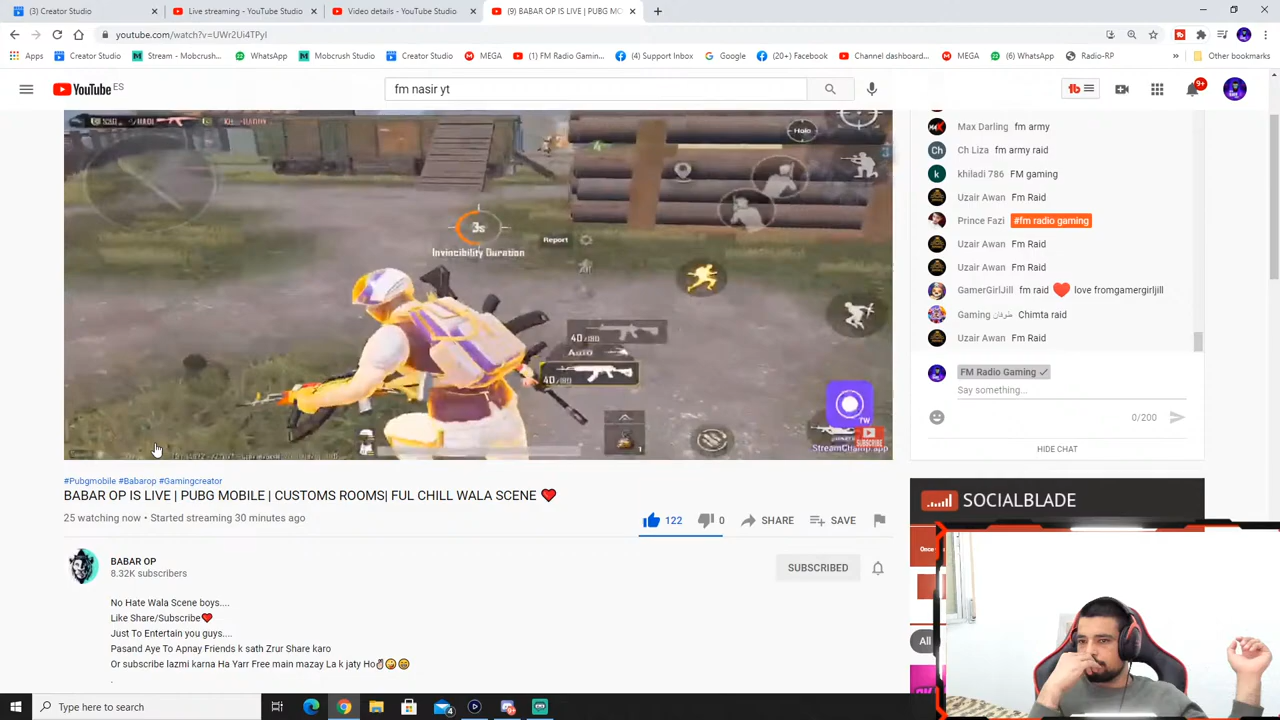 (3) Creator Studio
Live streaming - YouTube Studio
Video details - YouTube Studio
(9) BABAR OP IS LIVE | PUBG MO
youtube.com/watch?v=UWr2Ui4TPyI
Apps
Creator Studio
Stream - Mobcrush...
WhatsApp
Creator Studio
MEGA
(1) FM Radio Gamin...
(4) Support Inbox
Google
(20+) Facebook
Channel dashboard...
MEGA
(6) WhatsApp
Radio-RP
Other bookmarks
YouTube ES
fm nasir yt
9+
Max Darling fm army
Ch Liza fm army raid
khiladi 786 FM gaming
Uzair Awan Fm Raid
Prince Fazi #fm radio gaming
Uzair Awan Fm Raid
Uzair Awan Fm Raid
GamerGirlJill fm raid ❤ love fromgamergirljill
Gaming طوفان Chimta raid
Uzair Awan Fm Raid
FM Radio Gaming
Say something...
0/200
HIDE CHAT
Halo
3s
Report
Invincibility Duration
Auto
40
40
1
TW
SUBSCRIBE
StreamChamp.app
#Pubgmobile #Babarop #Gamingcreator
BABAR OP IS LIVE | PUBG MOBILE | CUSTOMS ROOMS| FUL CHILL WALA SCENE ❤
25 watching now • Started streaming 30 minutes ago
122
0
SHARE
SAVE
BABAR OP
8.32K subscribers
SUBSCRIBED
No Hate Wala Scene boys....
Like Share/Subscribe❤
Just To Entertain you guys....
Pasand Aye To Apnay Friends k sath Zrur Share karo
Or subscribe lazmi karna Ha Yarr Free main mazay La k jaty Ho
.
SOCIALBLADE
Once
All
Type here to search